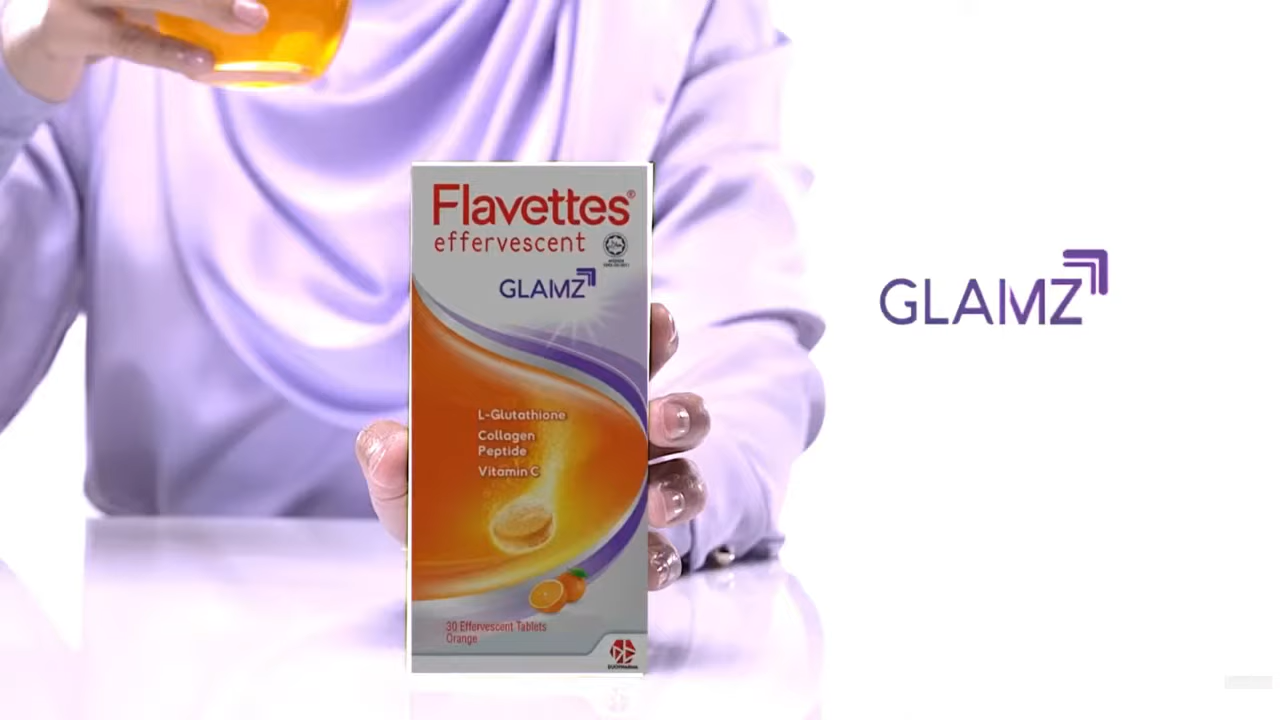 Flavettes®
effervescent
GLAMZ
L-Glutathione
Collagen
Peptide
Vitamin C
30 Effervescent Tablets
Orange
GLAMZ